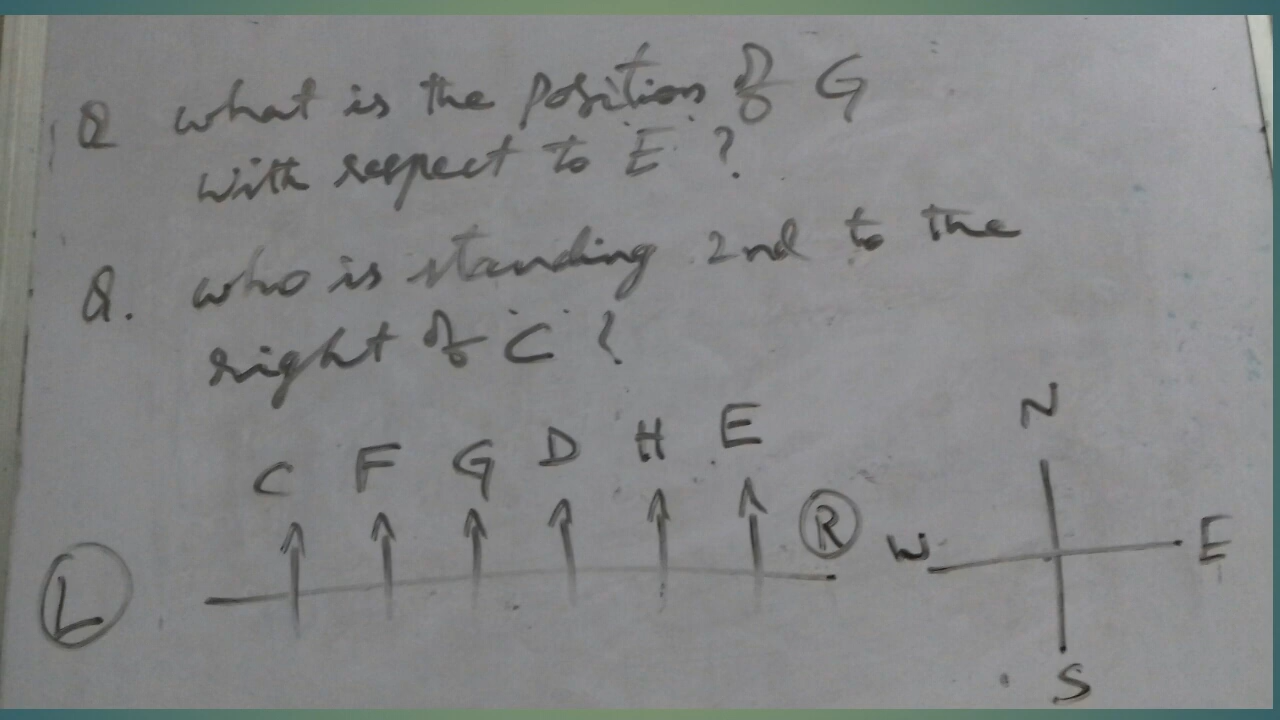 Q what is the position of G
with respect to 'E' ?
Q. who is standing 2nd to the
right of 'C' ?
C F G D H E
L R
N
W E
S